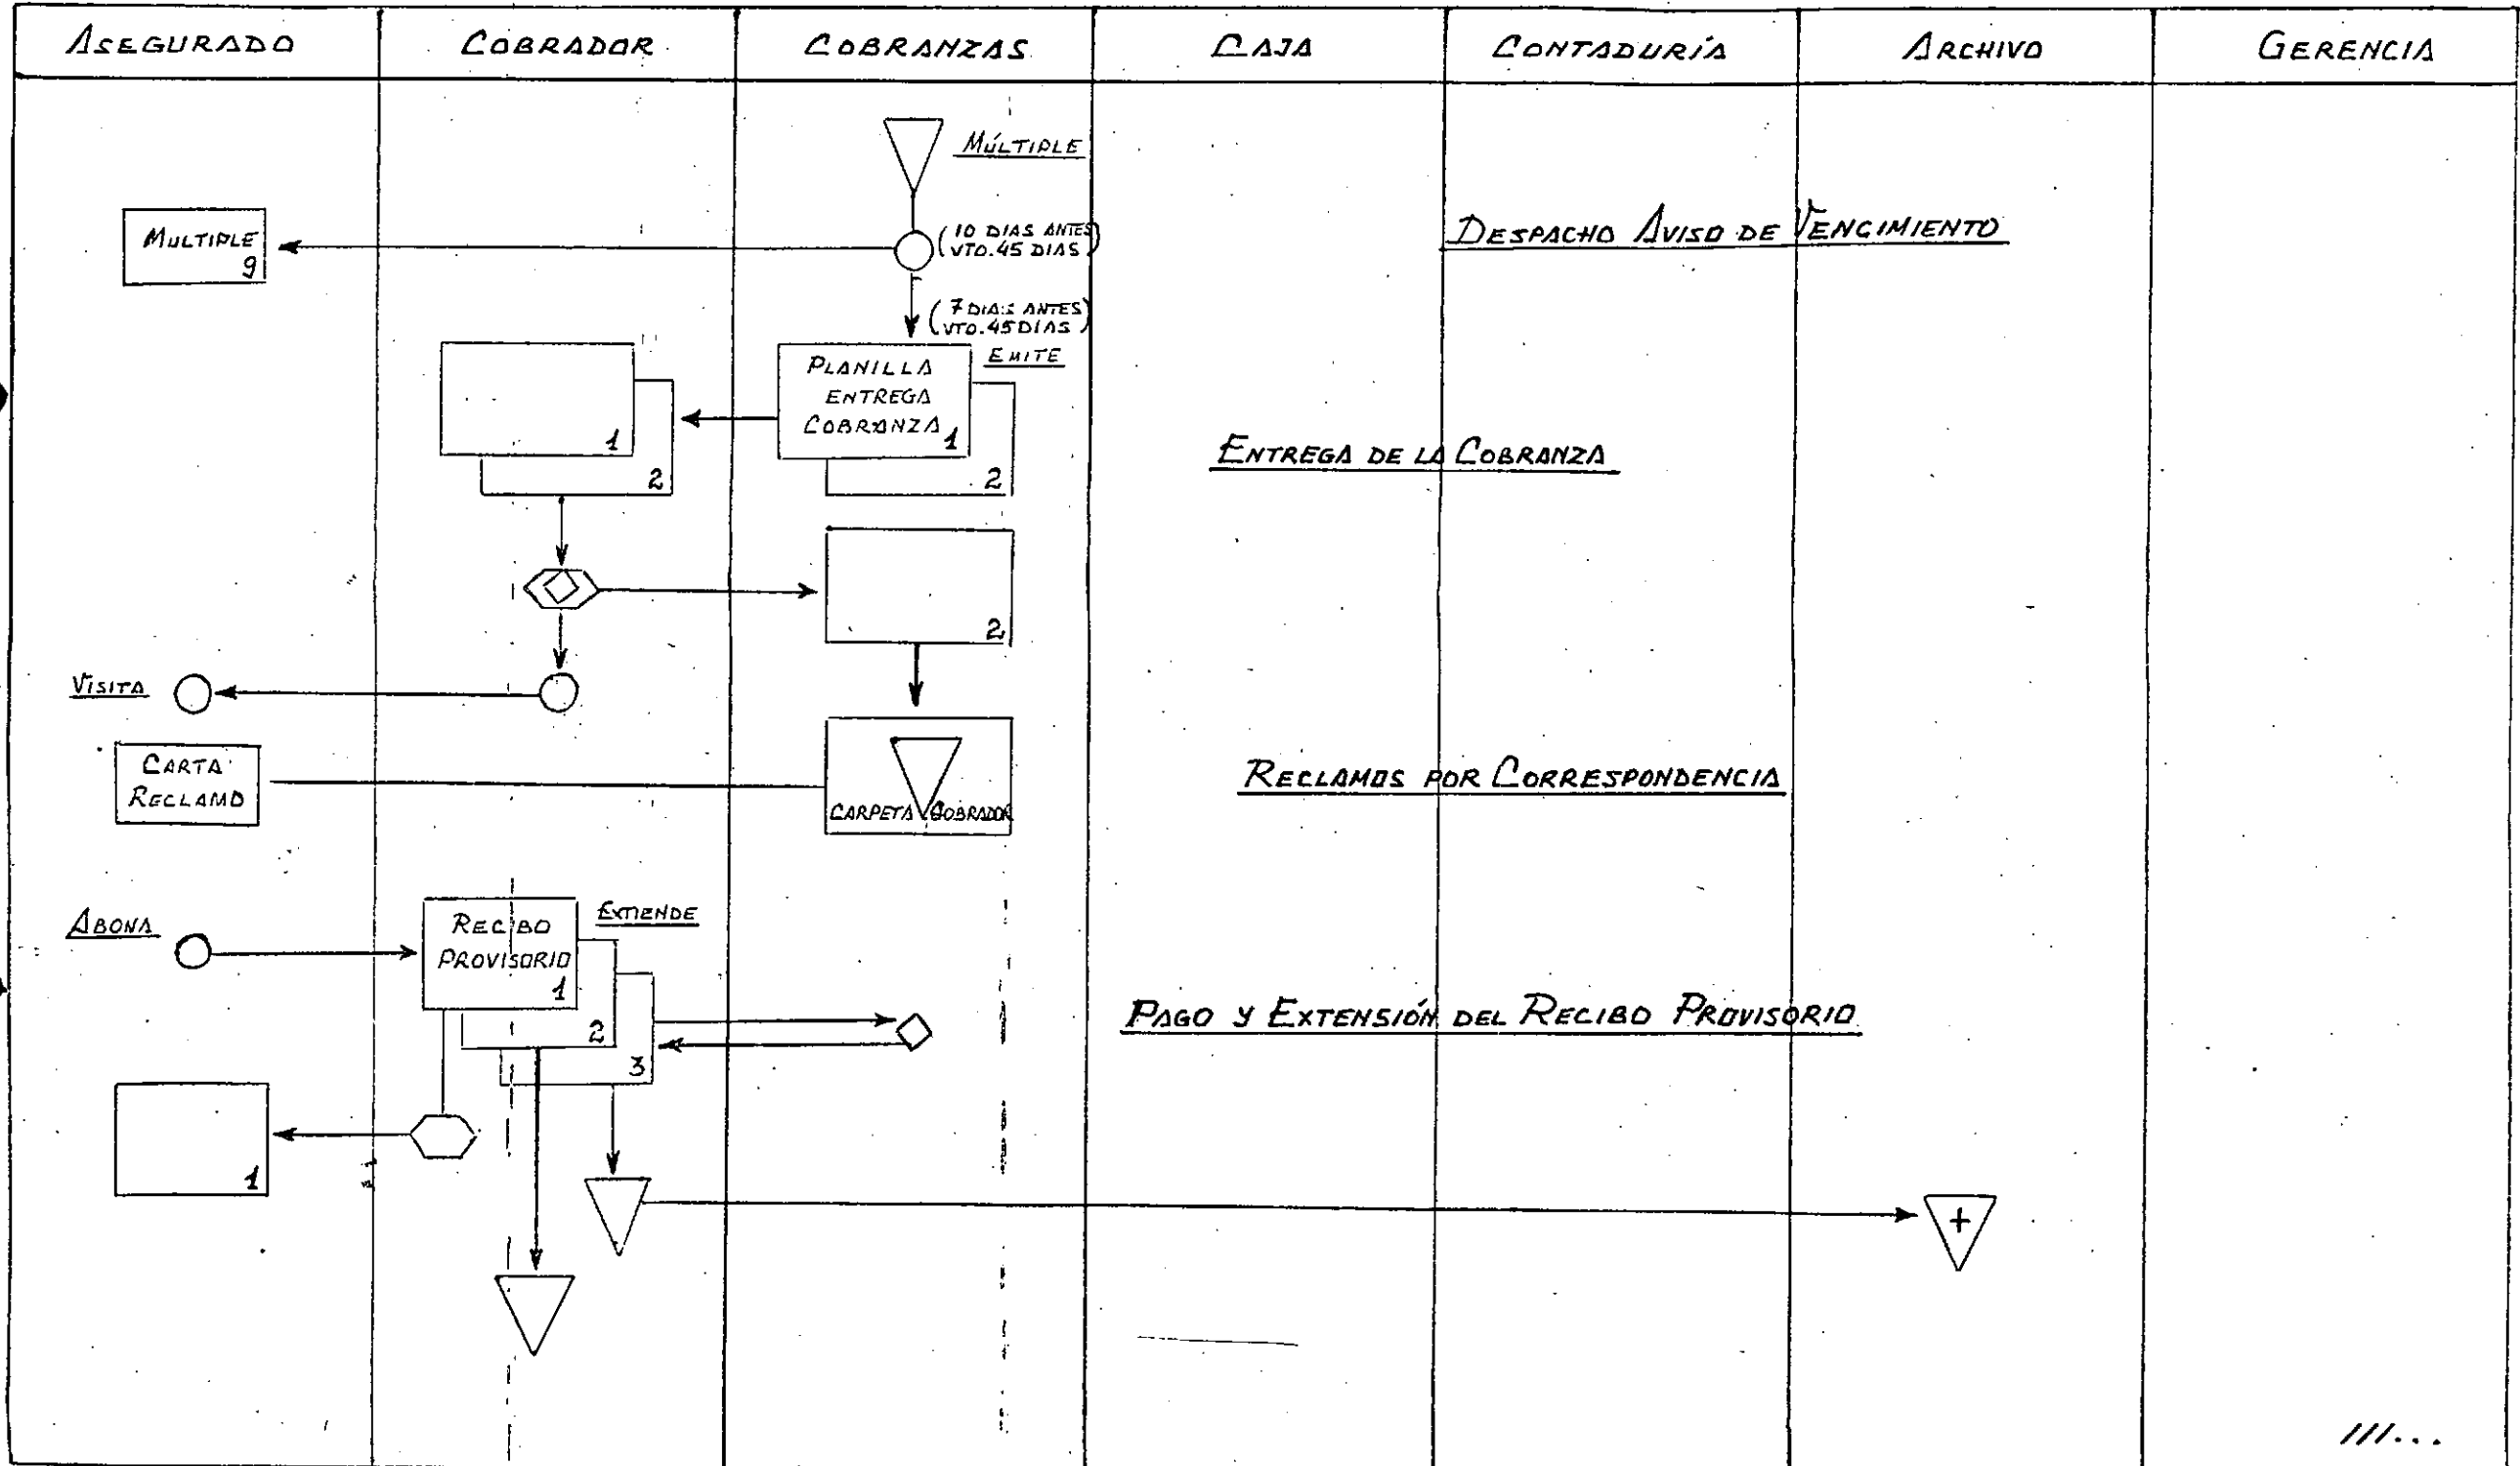 ASEGURADO
COBRADOR
COBRANZAS
CAJA
CONTADURÍA
ARCHIVO
GERENCIA
MÚLTIPLE
MULTIPLE
9
(10 DIAS ANTES
VTO. 45 DIAS)
DESPACHO AVISO DE VENCIMIENTO
(7 DIAS ANTES
VTO. 45 DIAS)
EMITE
PLANILLA
ENTREGA
COBRANZA 1
2
1
2
ENTREGA DE LA COBRANZA
2
VISITA
CARTA
RECLAMO
CARPETA COBRADOR
RECLAMOS POR CORRESPONDENCIA
ABONA
RECIBO
PROVISORIO
1
2
3
EXTIENDE
PAGO Y EXTENSIÓN DEL RECIBO PROVISORIO
1
+
///...